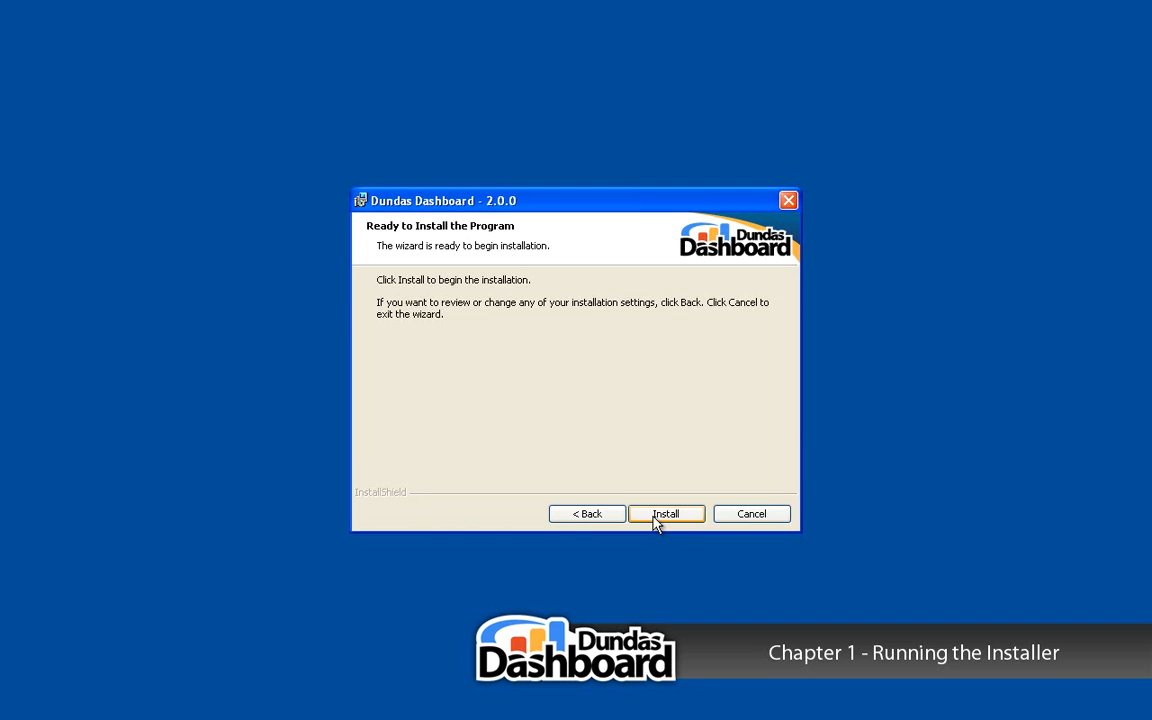 Dundas Dashboard - 2.0.0
Ready to Install the Program
The wizard is ready to begin installation.
Dundas
Dashboard
Click Install to begin the installation.
If you want to review or change any of your installation settings, click Back. Click Cancel to
exit the wizard.
InstallShield
< Back
Install
Cancel
Dundas
Dashboard
Chapter 1 - Running the Installer